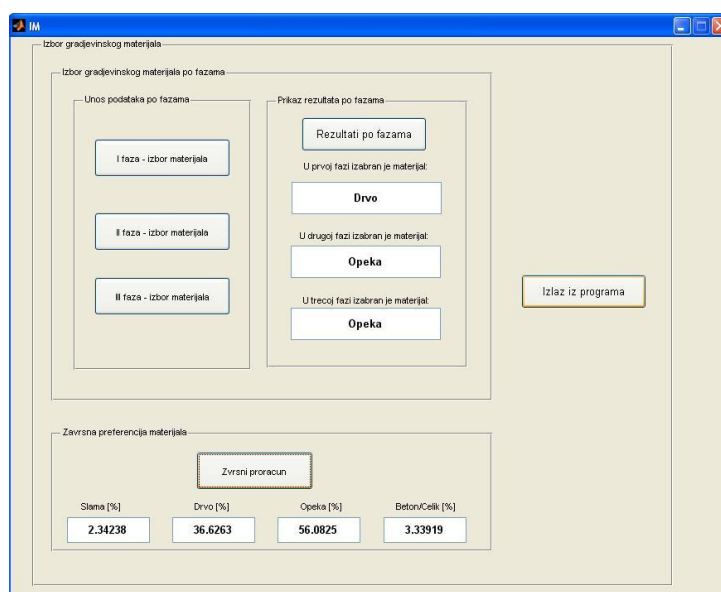 IM
Izbor gradjevinskog materijala
Izbor gradjevinskog materijala po fazama
Unos podataka po fazama
I faza - izbor materijala
II faza - izbor materijala
III faza - izbor materijala
Prikaz rezultata po fazama
Rezultati po fazama
U prvoj fazi izabran je materijal:
Drvo
U drugoj fazi izabran je materijal:
Opeka
U trecoj fazi izabran je materijal:
Opeka
Izlaz iz programa
Zavrsna preferencija materijala
Zvrsni proracun
Slama [%] Drvo [%] Opeka [%] Beton/Celik [%]
2.34238 36.6263 56.0825 3.33919